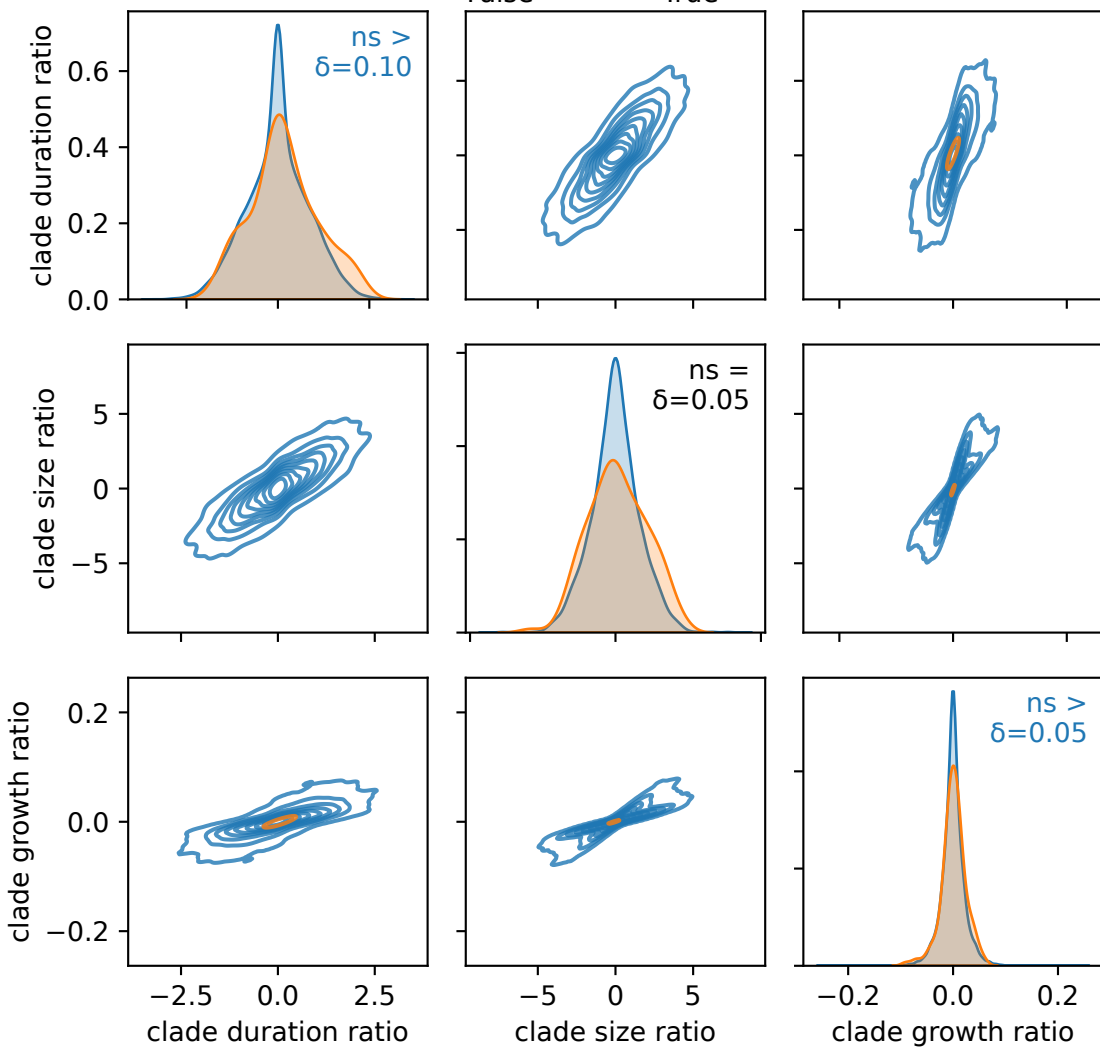 clade duration ratio
0.6
0.4
0.2
0.0
ns >
δ=0.10
clade size ratio
5
0
−5
ns =
δ=0.05
clade growth ratio
0.2
0.0
−0.2
ns >
δ=0.05
−2.5 0.0 2.5
clade duration ratio
−5 0 5
clade size ratio
−0.2 0.0 0.2
clade growth ratio